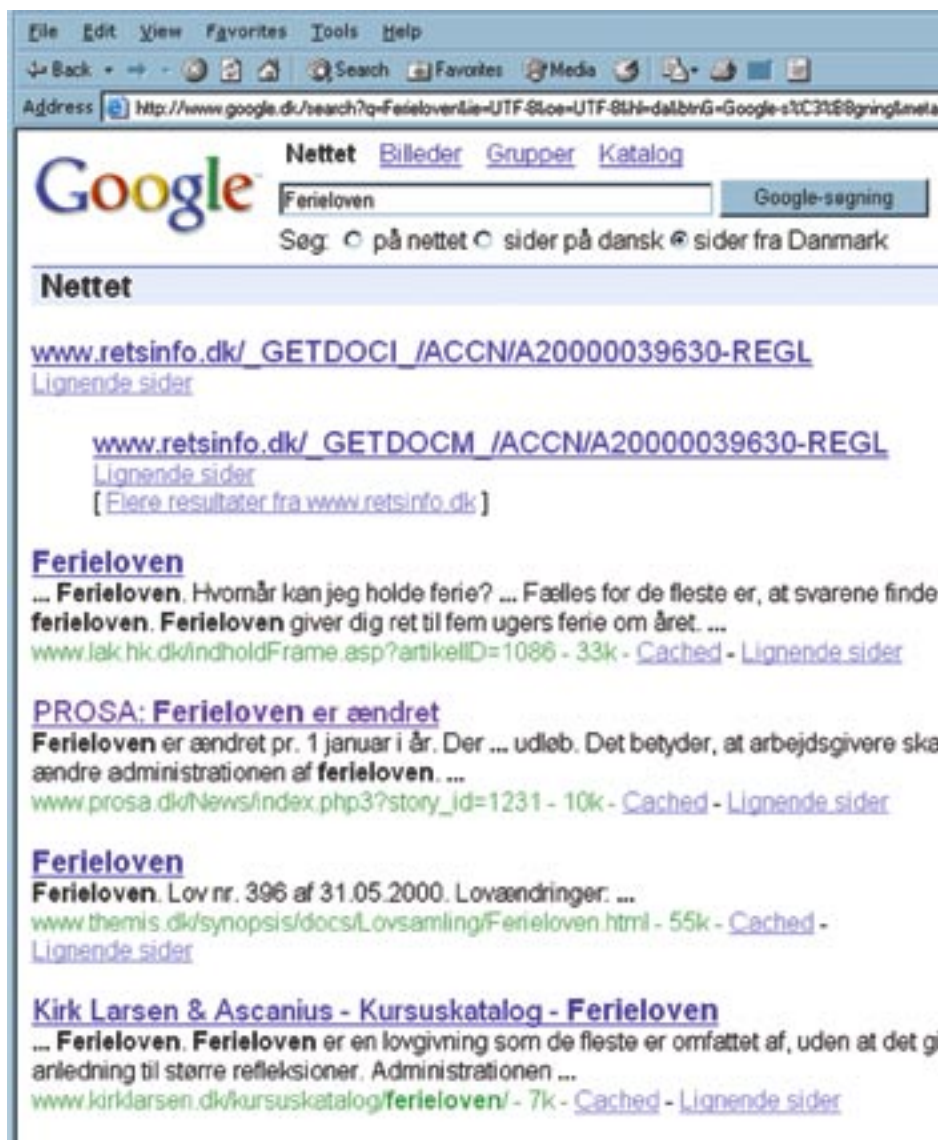 File Edit View Favorites Tools Help
Back Search Favorites Media
Address http://www.google.dk/search?q=Ferieloven&ie=UTF-8&oe=UTF-8&hl=da&btnG=Google-s%C3%B8gning&meta
Google Nettet Billeder Grupper Katalog
Ferieloven Google-søgning
Søg: på nettet sider på dansk sider fra Danmark
Nettet
www.retsinfo.dk/_GETDOCI_/ACCN/A20000039630-REGL
Lignende sider
www.retsinfo.dk/_GETDOCM_/ACCN/A20000039630-REGL
Lignende sider
[ Flere resultater fra www.retsinfo.dk ]
Ferieloven
... Ferieloven. Hvornår kan jeg holde ferie? ... Fælles for de fleste er, at svarene finde
ferieloven. Ferieloven giver dig ret til fem ugers ferie om året. ...
www.lak.hk.dk/indholdFrame.asp?artikelID=1086 - 33k - Cached - Lignende sider
PROSA: Ferieloven er ændret
Ferieloven er ændret pr. 1 januar i år. Der ... udløb. Det betyder, at arbejdsgivere ska
ændre administrationen af ferieloven. ...
www.prosa.dk/News/index.php3?story_id=1231 - 10k - Cached - Lignende sider
Ferieloven
Ferieloven. Lov nr. 396 af 31.05.2000. Lovændringer: ...
www.themis.dk/synopsis/docs/Lovsamling/Ferieloven.html - 55k - Cached -
Lignende sider
Kirk Larsen & Ascanius - Kursuskatalog - Ferieloven
... Ferieloven. Ferieloven er en lovgivning som de fleste er omfattet af, uden at det gi
anledning til større refleksioner. Administrationen ...
www.kirklarsen.dk/kursuskatalog/ferieloven/ - 7k - Cached - Lignende sider